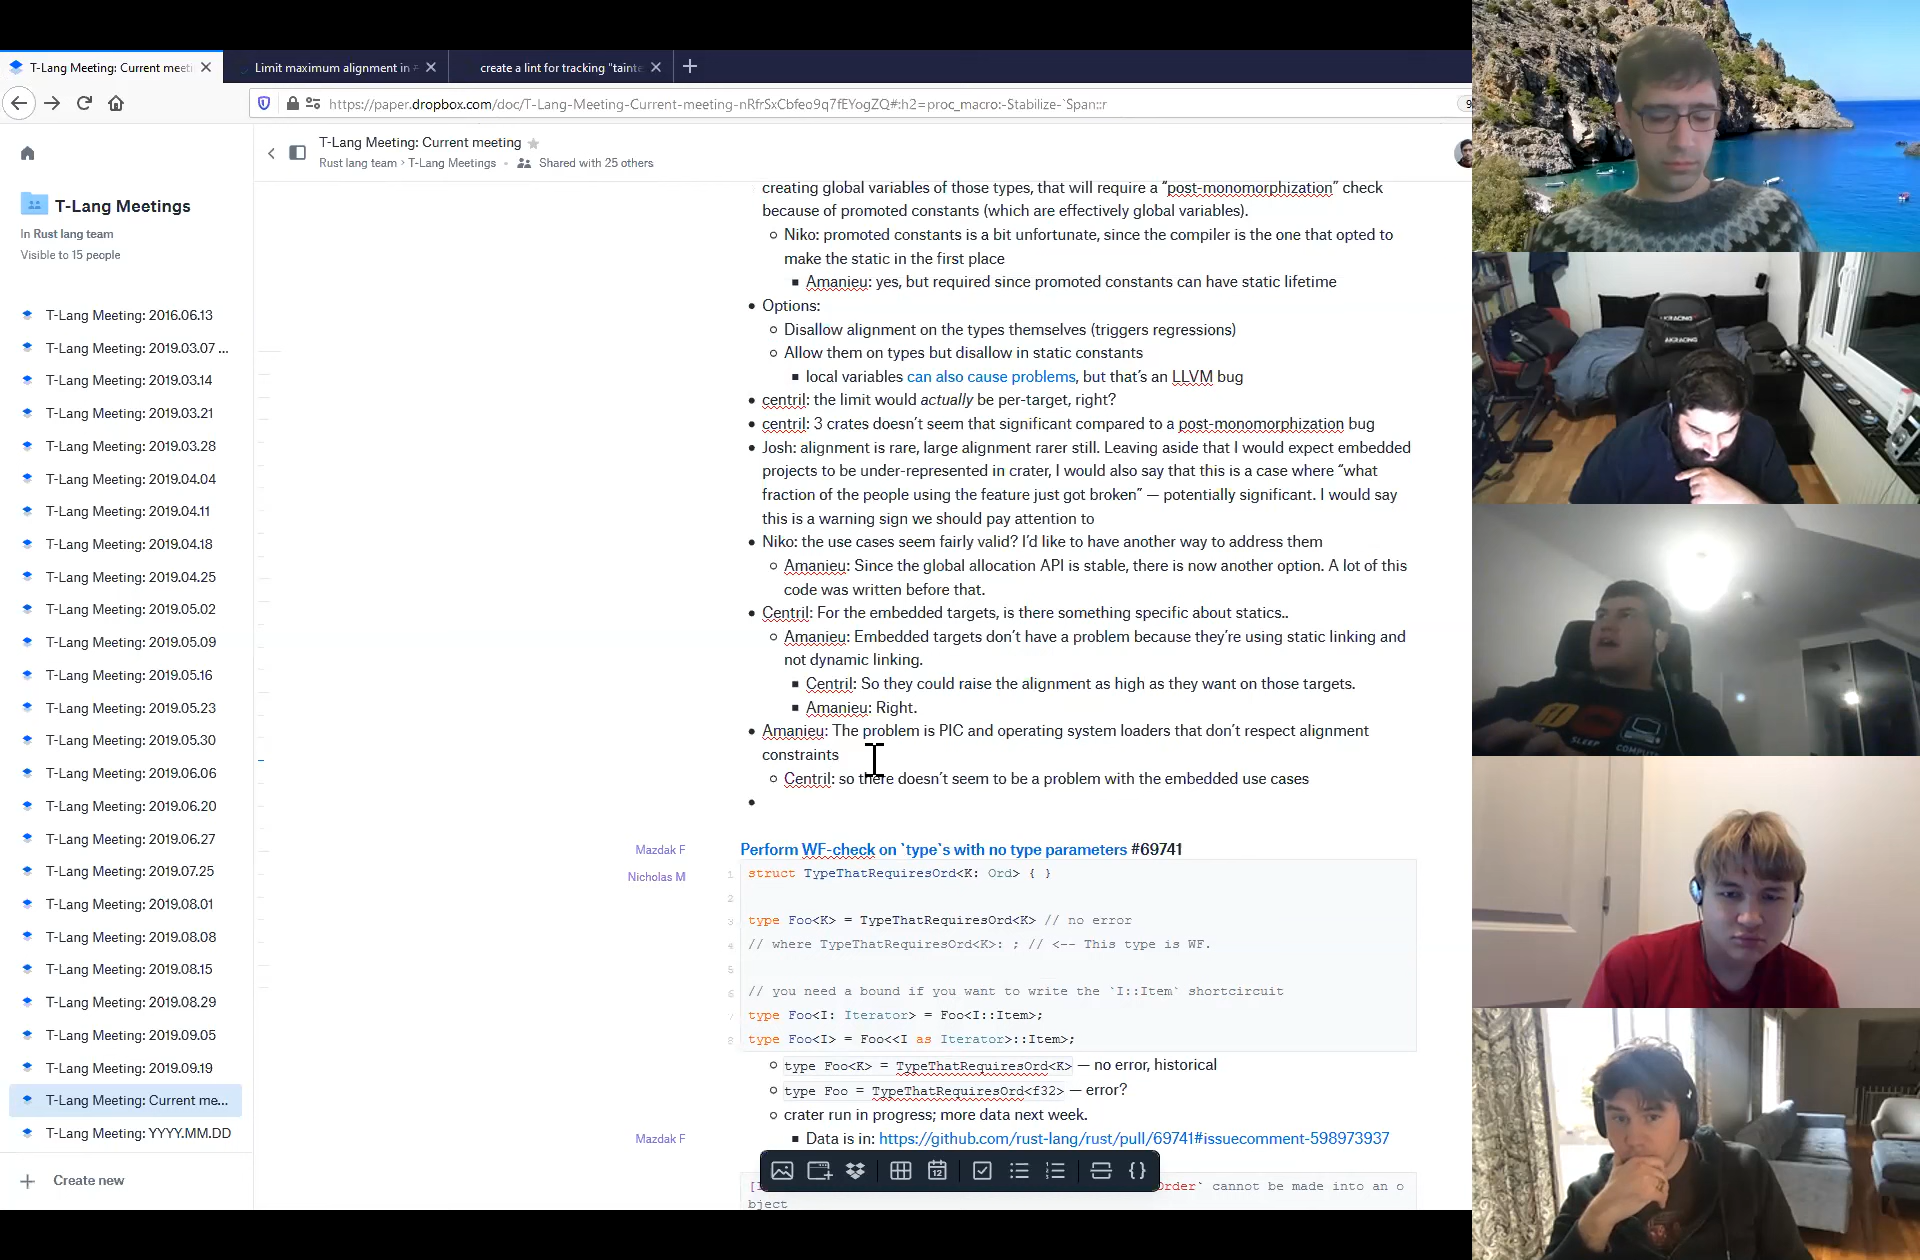 T-Lang Meeting: Current meeti
Limit maximum alignment in
create a lint for tracking "tainte
https://paper.dropbox.com/doc/T-Lang-Meeting-Current-meeting-nRfrSxCbfeo9q7fEYogZQ#:h2=proc_macro:-Stabilize-`Span::r
T-Lang Meeting: Current meeting
Rust lang team › T-Lang Meetings • Shared with 25 others
T-Lang Meetings
In Rust lang team
Visible to 15 people
T-Lang Meeting: 2016.06.13
T-Lang Meeting: 2019.03.07 ...
T-Lang Meeting: 2019.03.14
T-Lang Meeting: 2019.03.21
T-Lang Meeting: 2019.03.28
T-Lang Meeting: 2019.04.04
T-Lang Meeting: 2019.04.11
T-Lang Meeting: 2019.04.18
T-Lang Meeting: 2019.04.25
T-Lang Meeting: 2019.05.02
T-Lang Meeting: 2019.05.09
T-Lang Meeting: 2019.05.16
T-Lang Meeting: 2019.05.23
T-Lang Meeting: 2019.05.30
T-Lang Meeting: 2019.06.06
T-Lang Meeting: 2019.06.20
T-Lang Meeting: 2019.06.27
T-Lang Meeting: 2019.07.25
T-Lang Meeting: 2019.08.01
T-Lang Meeting: 2019.08.08
T-Lang Meeting: 2019.08.15
T-Lang Meeting: 2019.08.29
T-Lang Meeting: 2019.09.05
T-Lang Meeting: 2019.09.19
T-Lang Meeting: Current me...
T-Lang Meeting: YYYY.MM.DD
Create new
creating global variables of those types, that will require a “post-monomorphization” check
because of promoted constants (which are effectively global variables).
Niko: promoted constants is a bit unfortunate, since the compiler is the one that opted to
make the static in the first place
Amanieu: yes, but required since promoted constants can have static lifetime
Options:
Disallow alignment on the types themselves (triggers regressions)
Allow them on types but disallow in static constants
local variables can also cause problems, but that’s an LLVM bug
centril: the limit would actually be per-target, right?
centril: 3 crates doesn’t seem that significant compared to a post-monomorphization bug
Josh: alignment is rare, large alignment rarer still. Leaving aside that I would expect embedded
projects to be under-represented in crater, I would also say that this is a case where “what
fraction of the people using the feature just got broken” — potentially significant. I would say
this is a warning sign we should pay attention to
Niko: the use cases seem fairly valid? I’d like to have another way to address them
Amanieu: Since the global allocation API is stable, there is now another option. A lot of this
code was written before that.
Centril: For the embedded targets, is there something specific about statics..
Amanieu: Embedded targets don’t have a problem because they’re using static linking and
not dynamic linking.
Centril: So they could raise the alignment as high as they want on those targets.
Amanieu: Right.
Amanieu: The problem is PIC and operating system loaders that don’t respect alignment
constraints
Centril: so there doesn’t seem to be a problem with the embedded use cases
Mazdak F
Perform WF-check on `type`s with no type parameters #69741
Nicholas M
1 struct TypeThatRequiresOrd<K: Ord> { }
2
3 type Foo<K> = TypeThatRequiresOrd<K> // no error
4 // where TypeThatRequiresOrd<K>: ; // <-- This type is WF.
5
6 // you need a bound if you want to write the `I::Item` shortcircuit
7 type Foo<I: Iterator> = Foo<I::Item>;
8 type Foo<I> = Foo<<I as Iterator>::Item>;
type Foo<K> = TypeThatRequiresOrd<K> — no error, historical
type Foo = TypeThatRequiresOrd<f32> — error?
crater run in progress; more data next week.
Mazdak F
Data is in: https://github.com/rust-lang/rust/pull/69741#issuecomment-598973937
12
Order` cannot be made into an o
bject
AKRACING
AKRACING
SLEEP
COMPUT